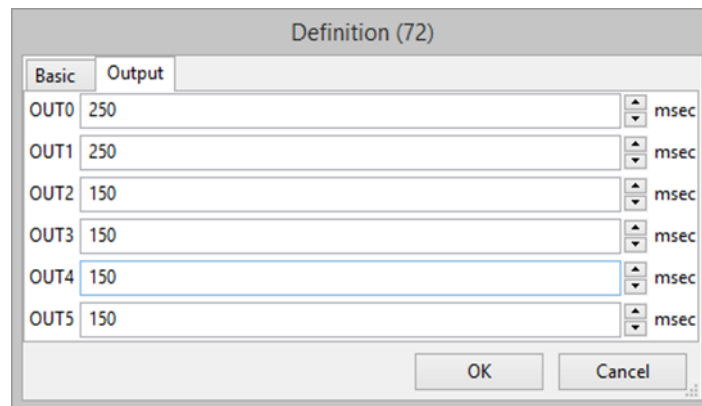 Definition (72)
Basic Output
OUT0 250 msec
OUT1 250 msec
OUT2 150 msec
OUT3 150 msec
OUT4 150 msec
OUT5 150 msec
OK Cancel